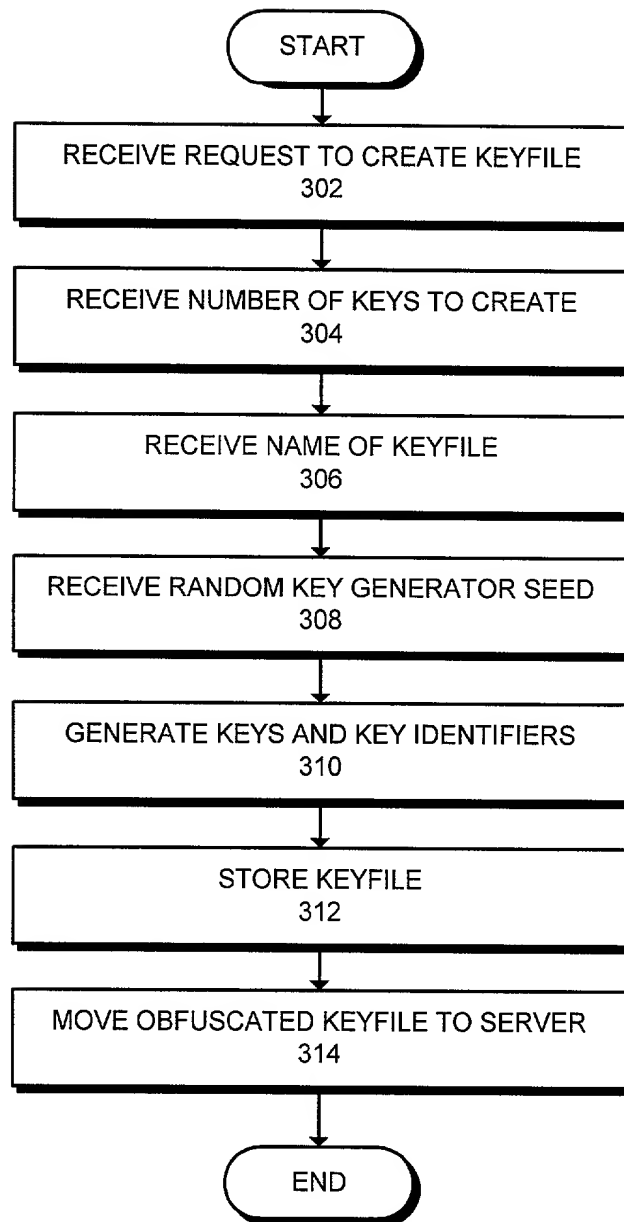 START
RECEIVE REQUEST TO CREATE KEYFILE
302
RECEIVE NUMBER OF KEYS TO CREATE
304
RECEIVE NAME OF KEYFILE
306
RECEIVE RANDOM KEY GENERATOR SEED
308
GENERATE KEYS AND KEY IDENTIFIERS
310
STORE KEYFILE
312
MOVE OBFUSCATED KEYFILE TO SERVER
314
END